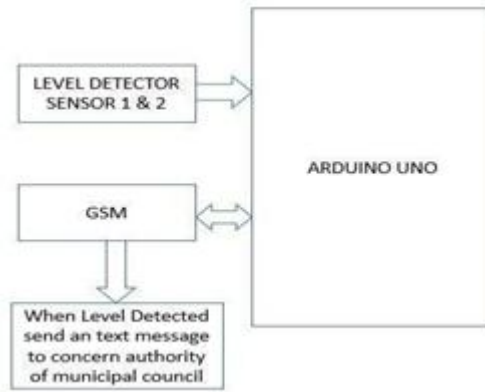 LEVEL DETECTOR
SENSOR 1 & 2
ARDUINO UNO
GSM
When Level Detected
send an text message
to concern authority
of municipal council